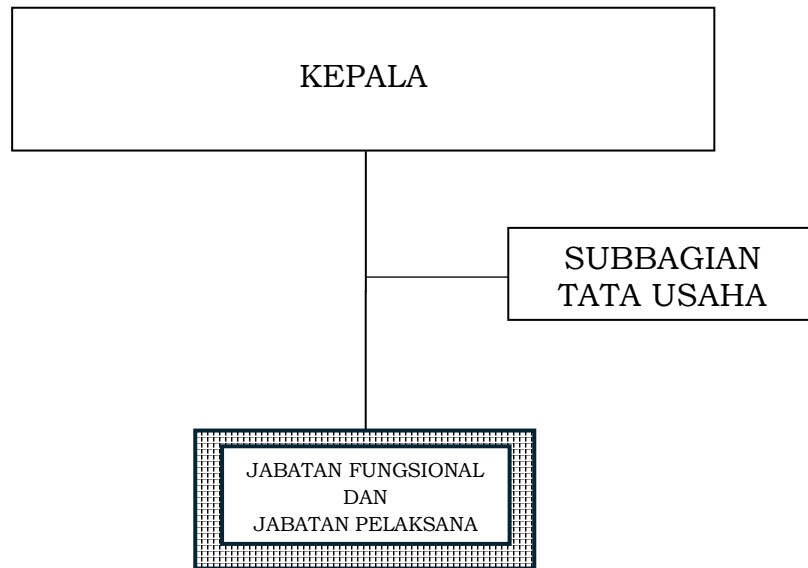 KEPALA
SUBBAGIAN
TATA USAHA
JABATAN FUNGSIONAL
DAN
JABATAN PELAKSANA